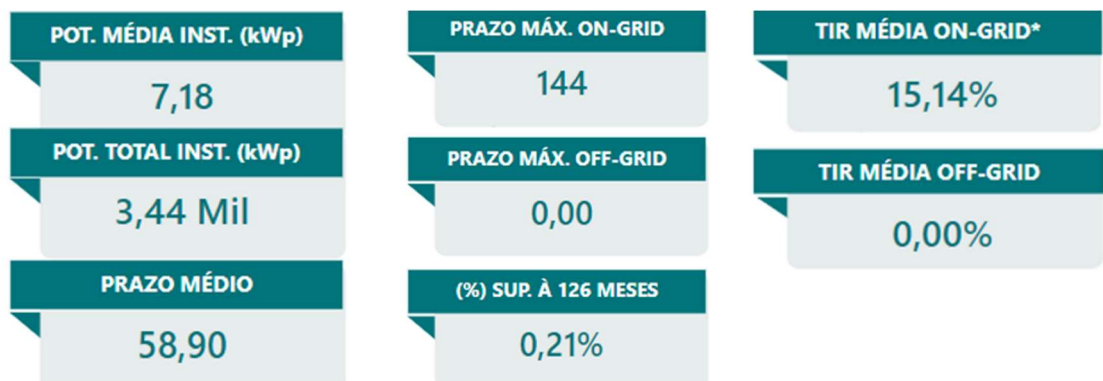 POT. MÉDIA INST. (kWp)
7,18
POT. TOTAL INST. (kWp)
3,44 Mil
PRAZO MÉDIO
58,90
PRAZO MÁX. ON-GRID
144
PRAZO MÁX. OFF-GRID
0,00
(%) SUP. À 126 MESES
0,21%
TIR MÉDIA ON-GRID*
15,14%
TIR MÉDIA OFF-GRID
0,00%